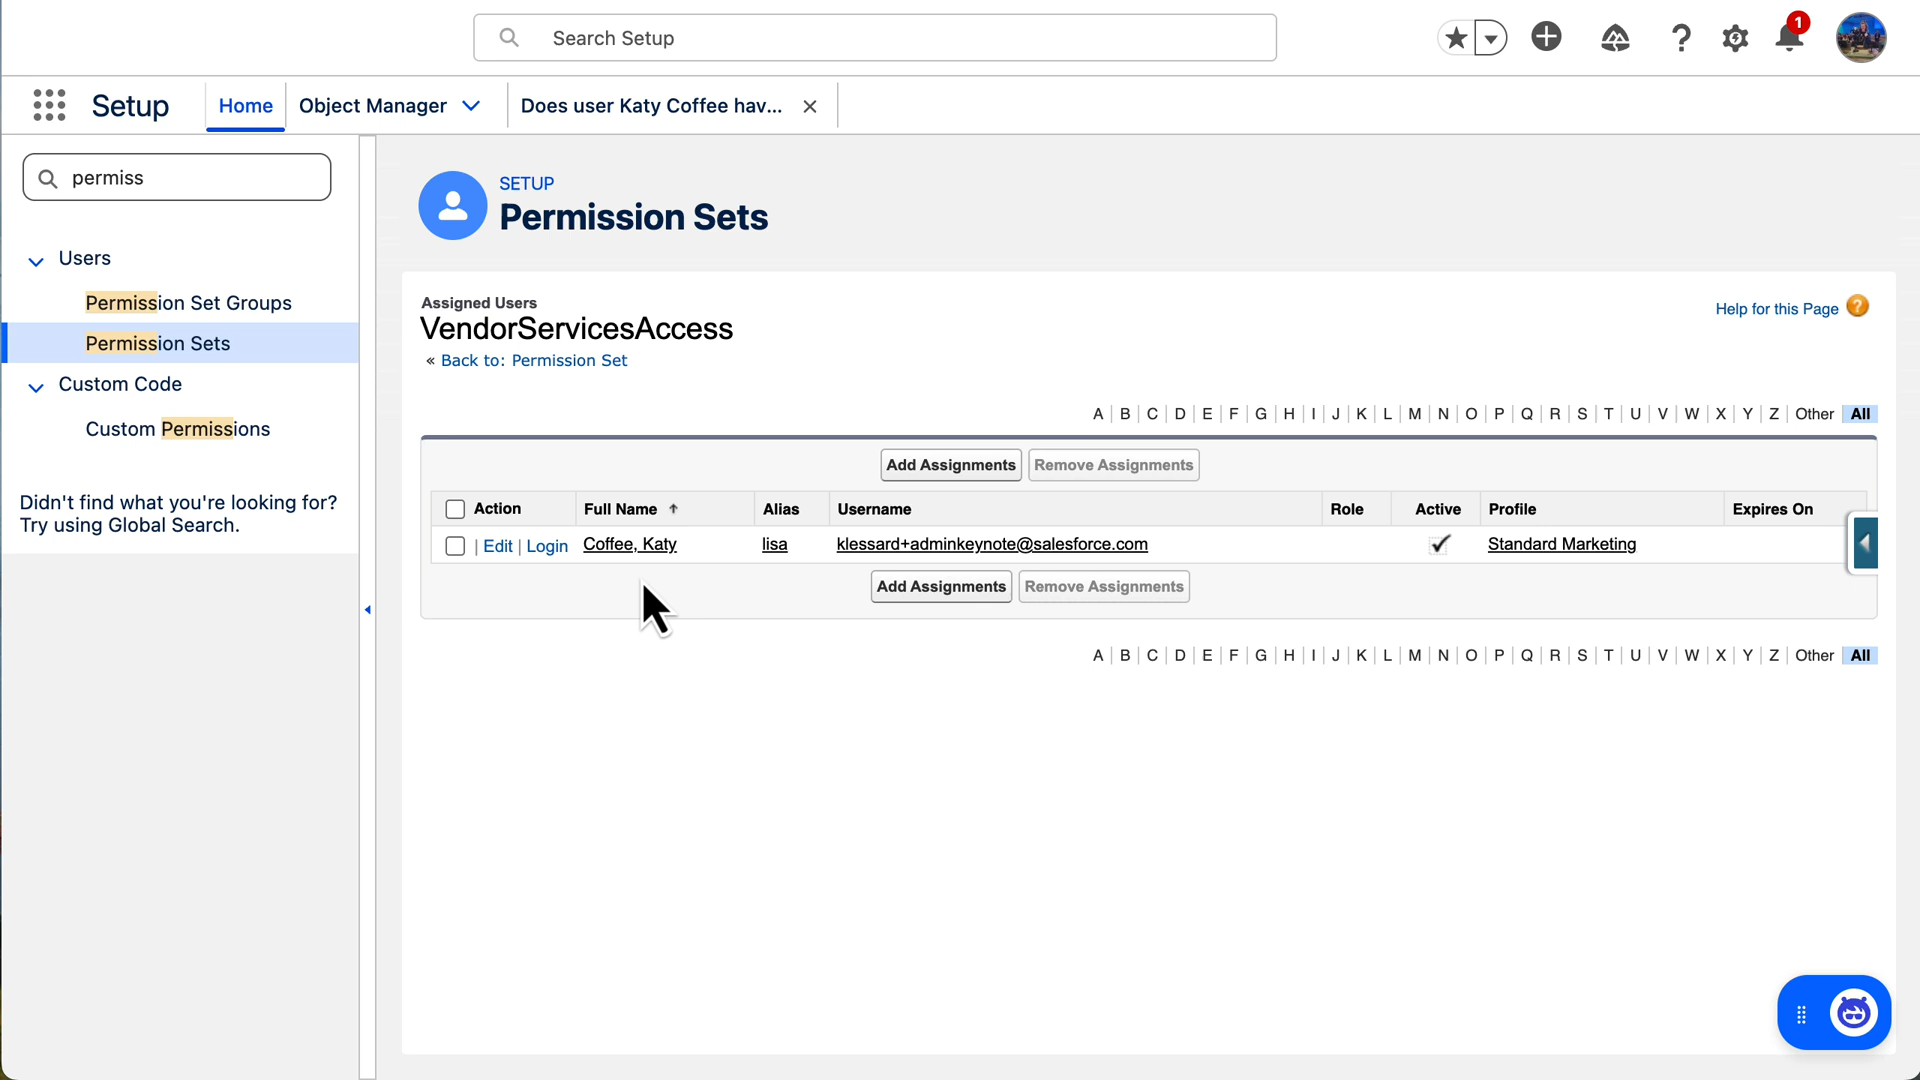 Search Setup
1
Setup
Home
Object Manager
Does user Katy Coffee hav...
permiss
Users
Permission Set Groups
Permission Sets
Custom Code
Custom Permissions
Didn't find what you're looking for?
Try using Global Search.
SETUP
Permission Sets
Assigned Users
VendorServicesAccess
« Back to: Permission Set
Help for this Page ?
A | B | C | D | E | F | G | H | I | J | K | L | M | N | O | P | Q | R | S | T | U | V | W | X | Y | Z | Other | All
Add Assignments Remove Assignments
Action Full Name Alias Username Role Active Profile Expires On
| Edit | Login Coffee, Katy lisa klessard+adminkeynote@salesforce.com Standard Marketing
Add Assignments Remove Assignments
A | B | C | D | E | F | G | H | I | J | K | L | M | N | O | P | Q | R | S | T | U | V | W | X | Y | Z | Other | All